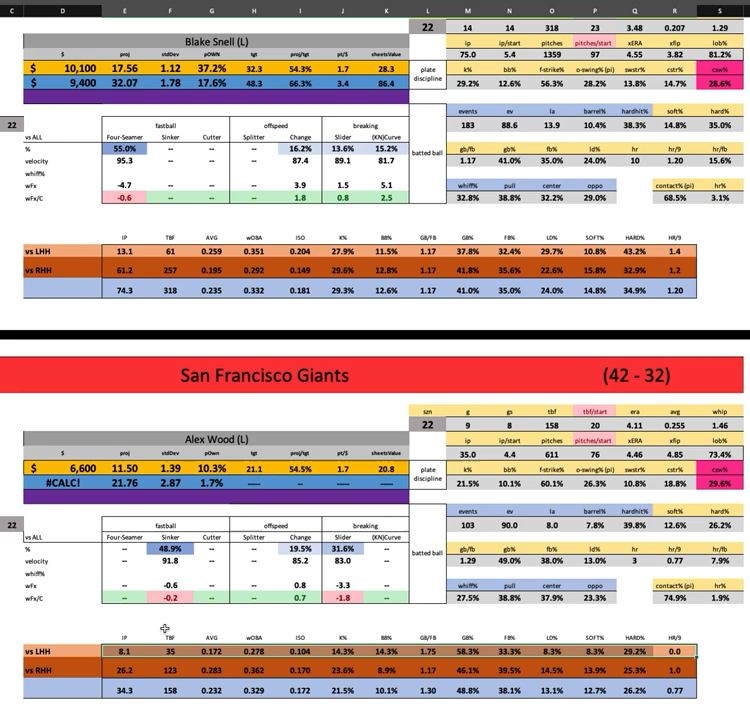 C D E F G H I J K L M N O P Q R S
22 14 14 318 23 3.48 0.207 1.29
ip ip/start pitches pitches/start xERA xfip lob%
Blake Snell (L) 75.0 5.4 1359 97 4.55 3.82 81.2%
$ proj stdDev pOWN tgt proj/tgt pt/$ sheetsValue
k% bb% f-strike% o-swing% (pi) swstr% cstr% csw%
$ 10,100 17.56 1.12 37.2% 32.3 54.3% 1.7 28.3 plate discipline
$ 9,400 32.07 1.78 17.6% 48.3 66.3% 3.4 86.4 29.2% 12.6% 56.3% 28.2% 13.8% 14.7% 28.6%
events ev la barrel% hardhit% soft% hard%
22 fastball offspeed breaking 183 88.6 13.9 10.4% 38.3% 14.8% 35.0%
vs ALL Four-Seamer Sinker Cutter Splitter Change Slider (KN)Curve
% 55.0% -- -- -- 16.2% 13.6% 15.2% batted ball gb/fb gb% fb% ld% hr hr/9 hr/fb
velocity 95.3 -- -- -- 87.4 89.1 81.7 1.17 41.0% 35.0% 24.0% 10 1.20 15.6%
whiff%
wFx -4.7 -- -- -- 3.9 1.5 5.1 whiff% pull center oppo contact% (pi) hr%
wFx/C -0.6 -- -- -- 1.8 0.8 2.5 32.8% 38.8% 32.2% 29.0% 68.5% 3.1%
IP TBF AVG wOBA ISO K% BB% GB/FB GB% FB% LD% SOFT% HARD% HR/9
vs LHH 13.1 61 0.259 0.351 0.204 27.9% 11.5% 1.17 37.8% 32.4% 29.7% 10.8% 43.2% 1.4
vs RHH 61.2 257 0.195 0.292 0.149 29.6% 12.8% 1.17 41.8% 35.6% 22.6% 15.8% 32.9% 1.2
74.3 318 0.235 0.332 0.181 29.3% 12.6% 1.17 41.0% 35.0% 24.0% 14.8% 34.9% 1.20
San Francisco Giants (42 - 32)
szn g gs tbf tbf/start era avg whip
22 9 8 158 20 4.11 0.255 1.46
Alex Wood (L) ip ip/start pitches pitches/start xERA xfip lob%
$ proj stdDev pOwn tgt proj/tgt pt/$ sheetsValue 35.0 4.4 611 76 4.46 4.85 73.4%
$ 6,600 11.50 1.39 10.3% 21.1 54.5% 1.7 20.8 plate discipline k% bb% f-strike% o-swing% (pi) swstr% cstr% csw%
#CALC! 21.76 2.87 1.7% ---- -- ---- ---- 21.5% 10.1% 60.1% 26.3% 10.8% 18.8% 29.6%
events ev la barrel% hardhit% soft% hard%
22 fastball offspeed breaking 103 90.0 8.0 7.8% 39.8% 12.6% 26.2%
vs ALL Four-Seamer Sinker Cutter Splitter Change Slider (KN)Curve
% -- 48.9% -- -- 19.5% 31.6% -- batted ball gb/fb gb% fb% ld% hr hr/9 hr/fb
velocity -- 91.8 -- -- 85.2 83.0 -- 1.29 49.0% 38.0% 13.0% 3 0.77 7.9%
whiff%
wFx -- -0.6 -- -- 0.8 -3.3 -- whiff% pull center oppo contact% (pi) hr%
wFx/C -- -0.2 -- -- 0.7 -1.8 -- 27.5% 38.8% 37.9% 23.3% 74.9% 1.9%
IP TBF AVG wOBA ISO K% BB% GB/FB GB% FB% LD% SOFT% HARD% HR/9
vs LHH 8.1 35 0.172 0.278 0.104 14.3% 14.3% 1.75 58.3% 33.3% 8.3% 8.3% 29.2% 0.0
vs RHH 26.2 123 0.283 0.362 0.170 23.6% 8.9% 1.17 46.1% 39.5% 14.5% 13.9% 25.3% 1.0
34.3 158 0.232 0.329 0.172 21.5% 10.1% 1.30 48.8% 38.1% 13.1% 12.7% 26.2% 0.77